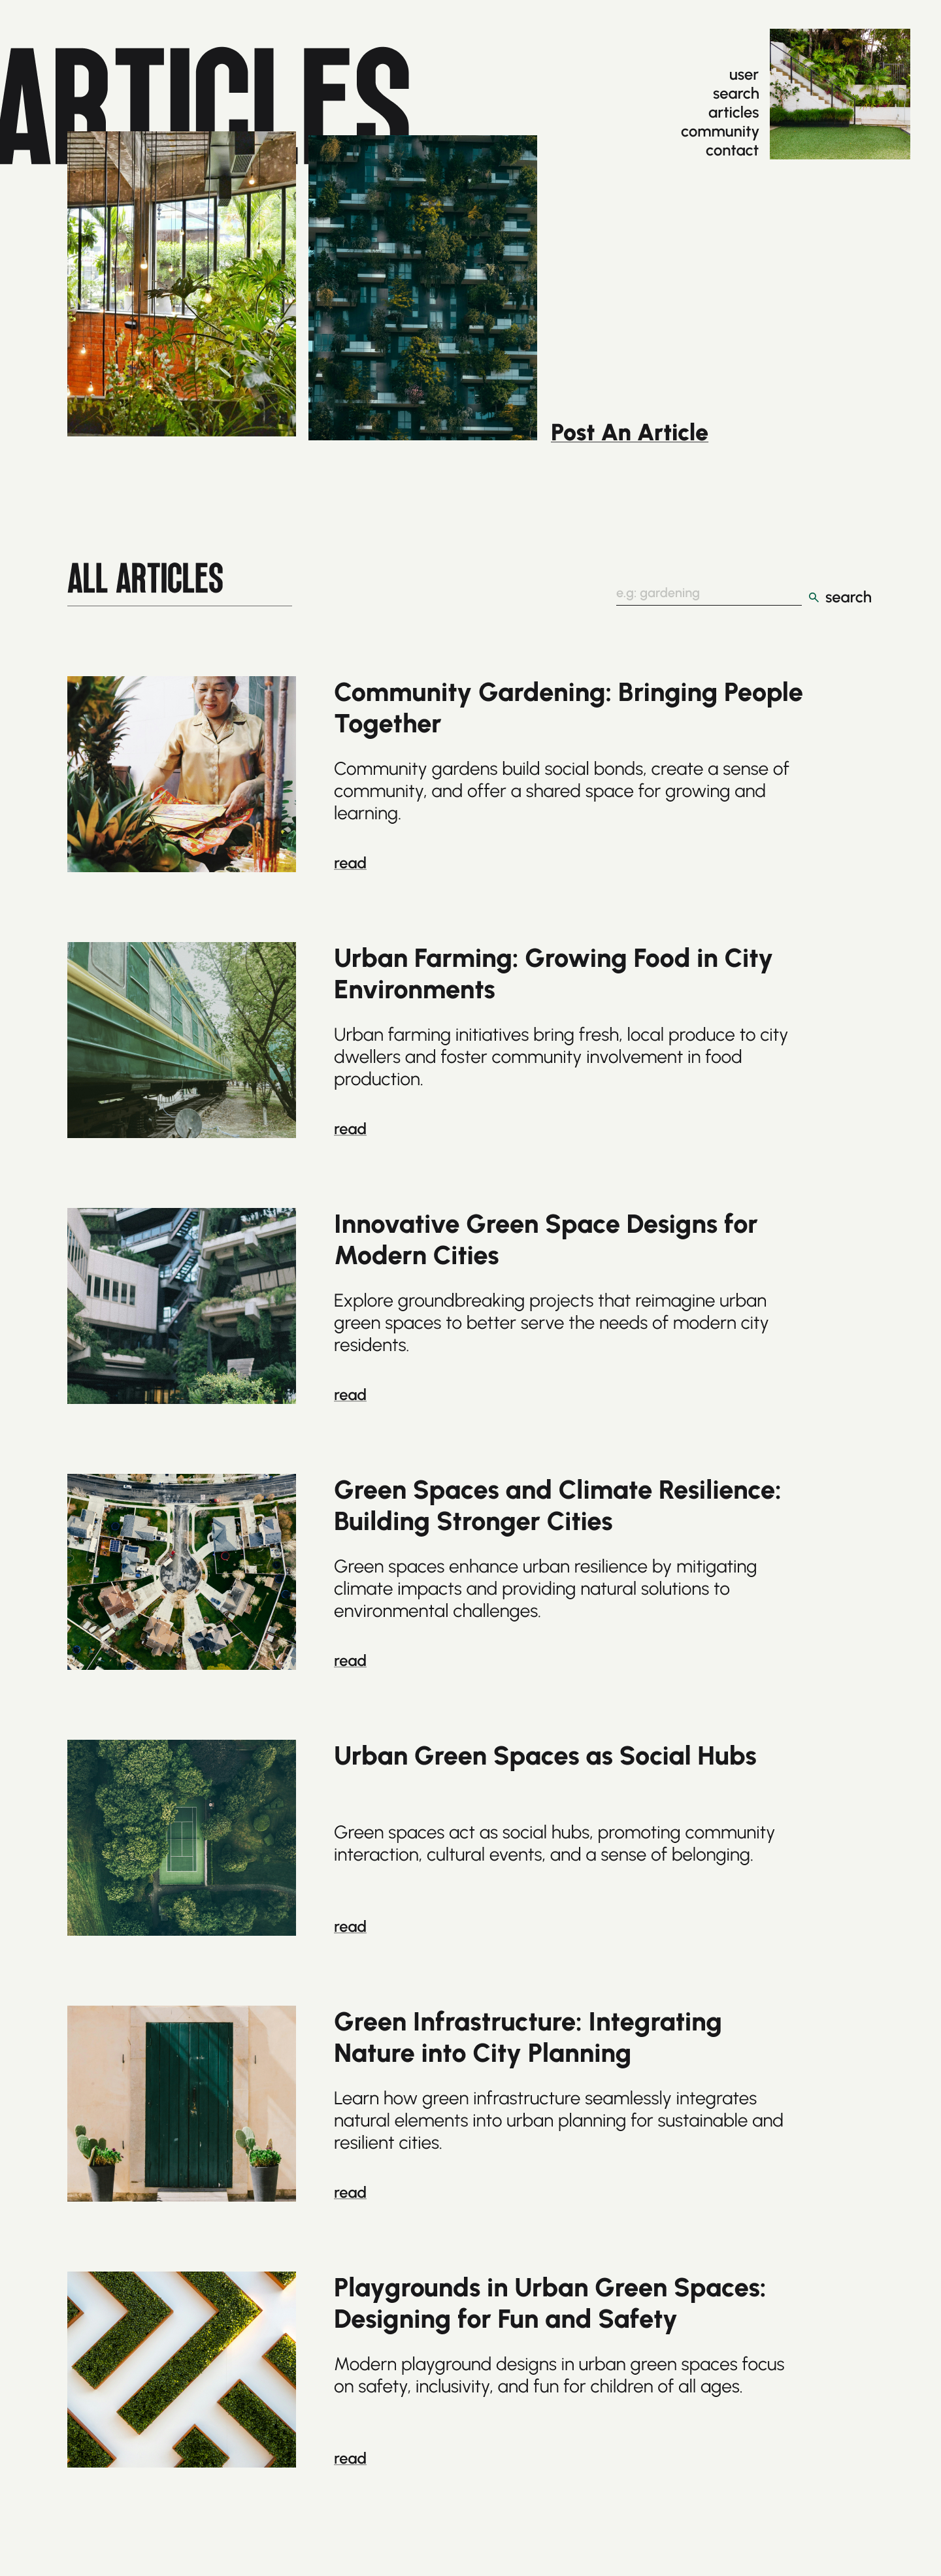 ARTICLES
user
search
articles
community
contact
Post An Article
ALL ARTICLES
e.g: gardening
search
Community Gardening: Bringing People
Together
Community gardens build social bonds, create a sense of
community, and offer a shared space for growing and
learning.
read
Urban Farming: Growing Food in City
Environments
Urban farming initiatives bring fresh, local produce to city
dwellers and foster community involvement in food
production.
read
Innovative Green Space Designs for
Modern Cities
Explore groundbreaking projects that reimagine urban
green spaces to better serve the needs of modern city
residents.
read
Green Spaces and Climate Resilience:
Building Stronger Cities
Green spaces enhance urban resilience by mitigating
climate impacts and providing natural solutions to
environmental challenges.
read
Urban Green Spaces as Social Hubs
Green spaces act as social hubs, promoting community
interaction, cultural events, and a sense of belonging.
read
Green Infrastructure: Integrating
Nature into City Planning
Learn how green infrastructure seamlessly integrates
natural elements into urban planning for sustainable and
resilient cities.
read
Playgrounds in Urban Green Spaces:
Designing for Fun and Safety
Modern playground designs in urban green spaces focus
on safety, inclusivity, and fun for children of all ages.
read